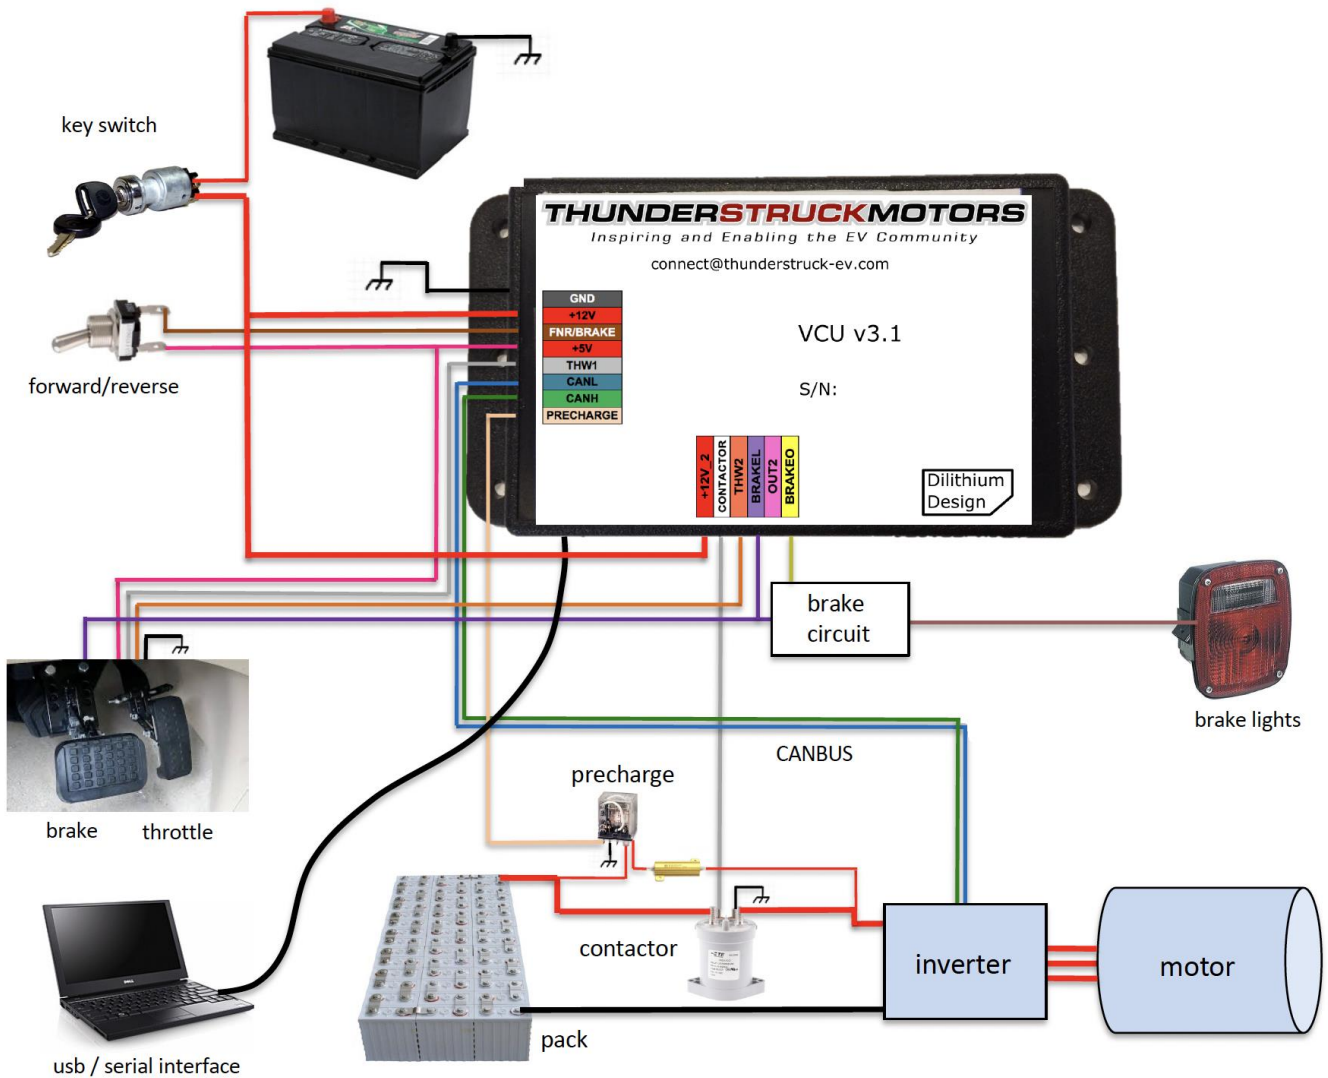 key switch
THUNDERSTRUCKMOTORS
Inspiring and Enabling the EV Community
connect@thunderstruck-ev.com
GND
+12V
FNR/BRAKE
+5V
THW1
CANL
CANH
PRECHARGE
VCU v3.1
S/N:
forward/reverse
+12V_2
CONTACTOR
THW2
BRAKEL
OUT2
BRAKEO
Dilithium
Design
brake
circuit
brake lights
CANBUS
precharge
brake
throttle
contactor
inverter
motor
pack
usb / serial interface